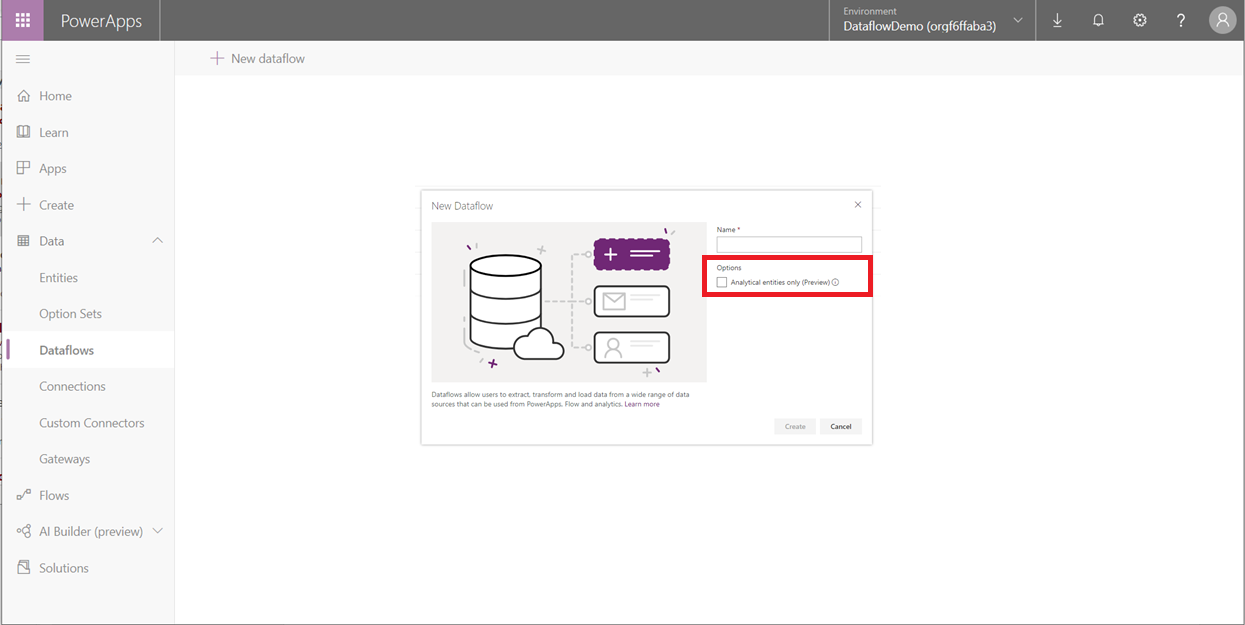 PowerApps
Environment
DataflowDemo (orgf6ffaba3)
?
New dataflow
Home
Learn
Apps
Create
Data
Entities
Option Sets
Dataflows
Connections
Custom Connectors
Gateways
Flows
AI Builder (preview)
Solutions
New Dataflow
Name *
Options
Analytical entities only (Preview)
Dataflows allow users to extract, transform and load data from a wide range of data
sources that can be used from PowerApps, Flow and analytics. Learn more
Create
Cancel